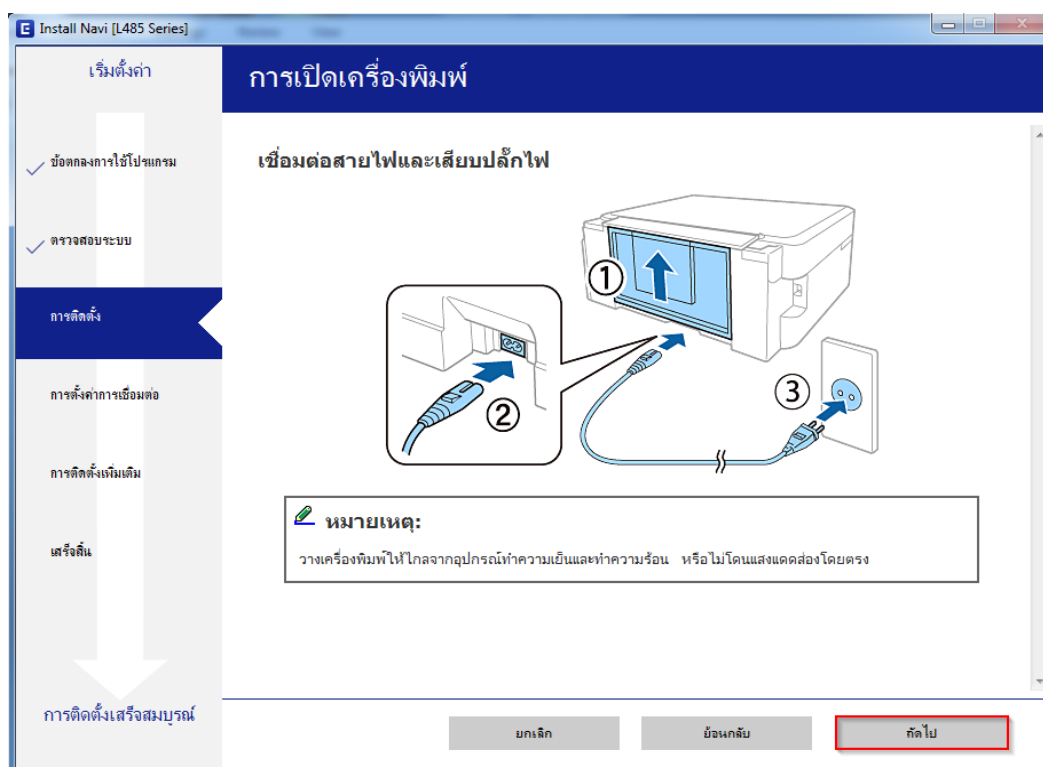 Install Navi [L485 Series]
เริ่มตั้งค่า
การเปิดเครื่องพิมพ์
ข้อตกลงการใช้โปรแกรม
ตรวจสอบระบบ
การติดตั้ง
การตั้งค่าการเชื่อมต่อ
การติดตั้งเพิ่มเติม
เสร็จสิ้น
การติดตั้งเสร็จสมบูรณ์
เชื่อมต่อสายไฟและเสียบปลั๊กไฟ
1
2
3
หมายเหตุ:
วางเครื่องพิมพ์ให้ไกลจากอุปกรณ์ทำความเย็นและทำความร้อน หรือไม่โดนแสงแดดส่องโดยตรง
ยกเลิก
ย้อนกลับ
ถัดไป